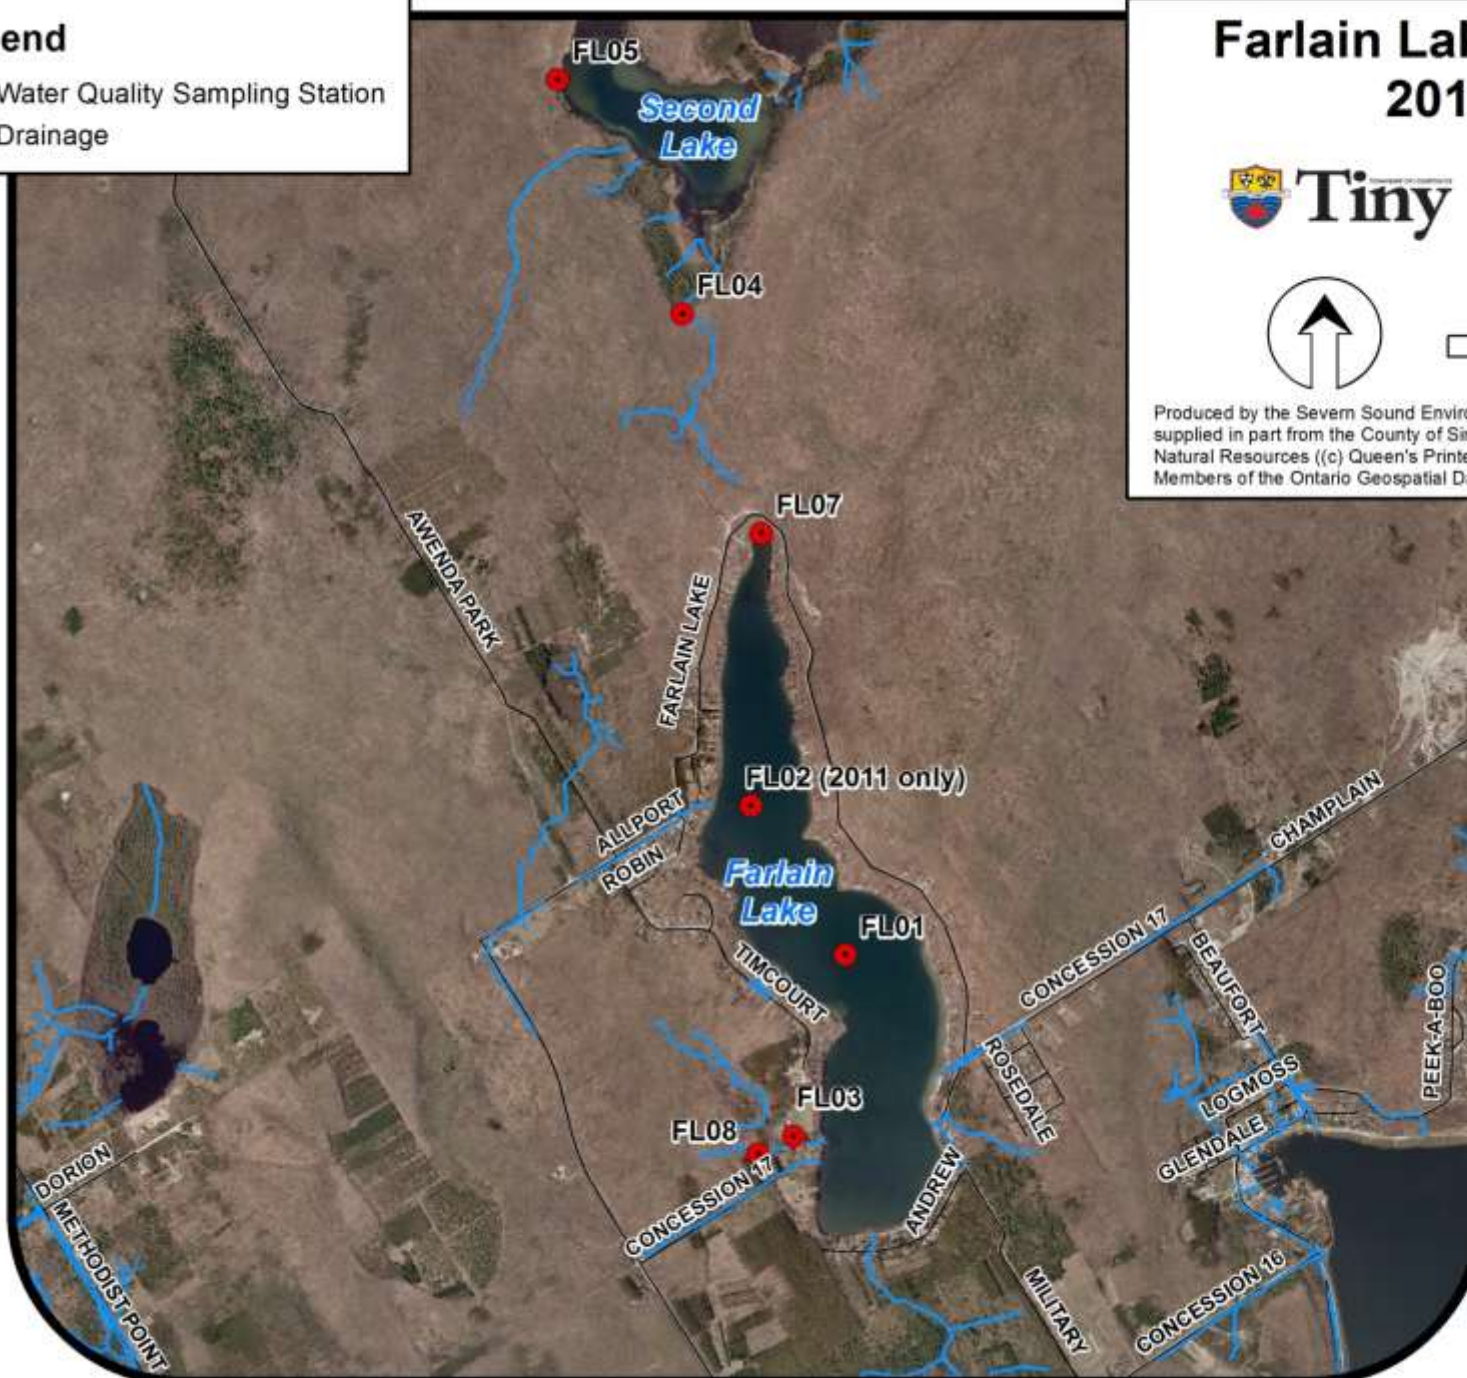 end
Water Quality Sampling Station
Drainage
Farlain Lak
201
Tiny
Produced by the Severn Sound Enviro
supplied in part from the County of Sim
Natural Resources ((c) Queen's Printe
Members of the Ontario Geospatial Da
FL05
Second
Lake
FL04
FL07
AWENDA PARK
FARLAIN LAKE
FL02 (2011 only)
ALLPORT
ROBIN
CHAMPLAIN
Farlain
Lake
FL01
TIMCOURT
CONCESSION 17
BEAUFORT
PEEK-A-BOO
ROSEDALE
LOGMOSS
GLENDALE
FL03
FL08
CONCESSION 17
ANDREW
DORION
METHODIST POINT
MILITARY
CONCESSION 16